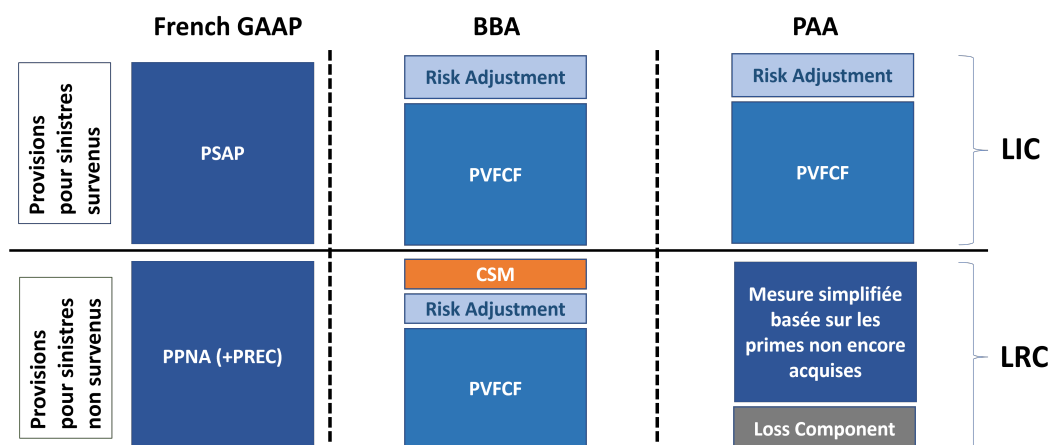 French GAAP
BBA
PAA
Provisions
pour sinistres
survenus
PSAP
Risk Adjustment
PVFCF
Risk Adjustment
PVFCF
LIC
Provisions
pour sinistres
non survenus
PPNA (+PREC)
CSM
Risk Adjustment
PVFCF
Mesure simplifiée
basée sur les
primes non encore
acquises
Loss Component
LRC